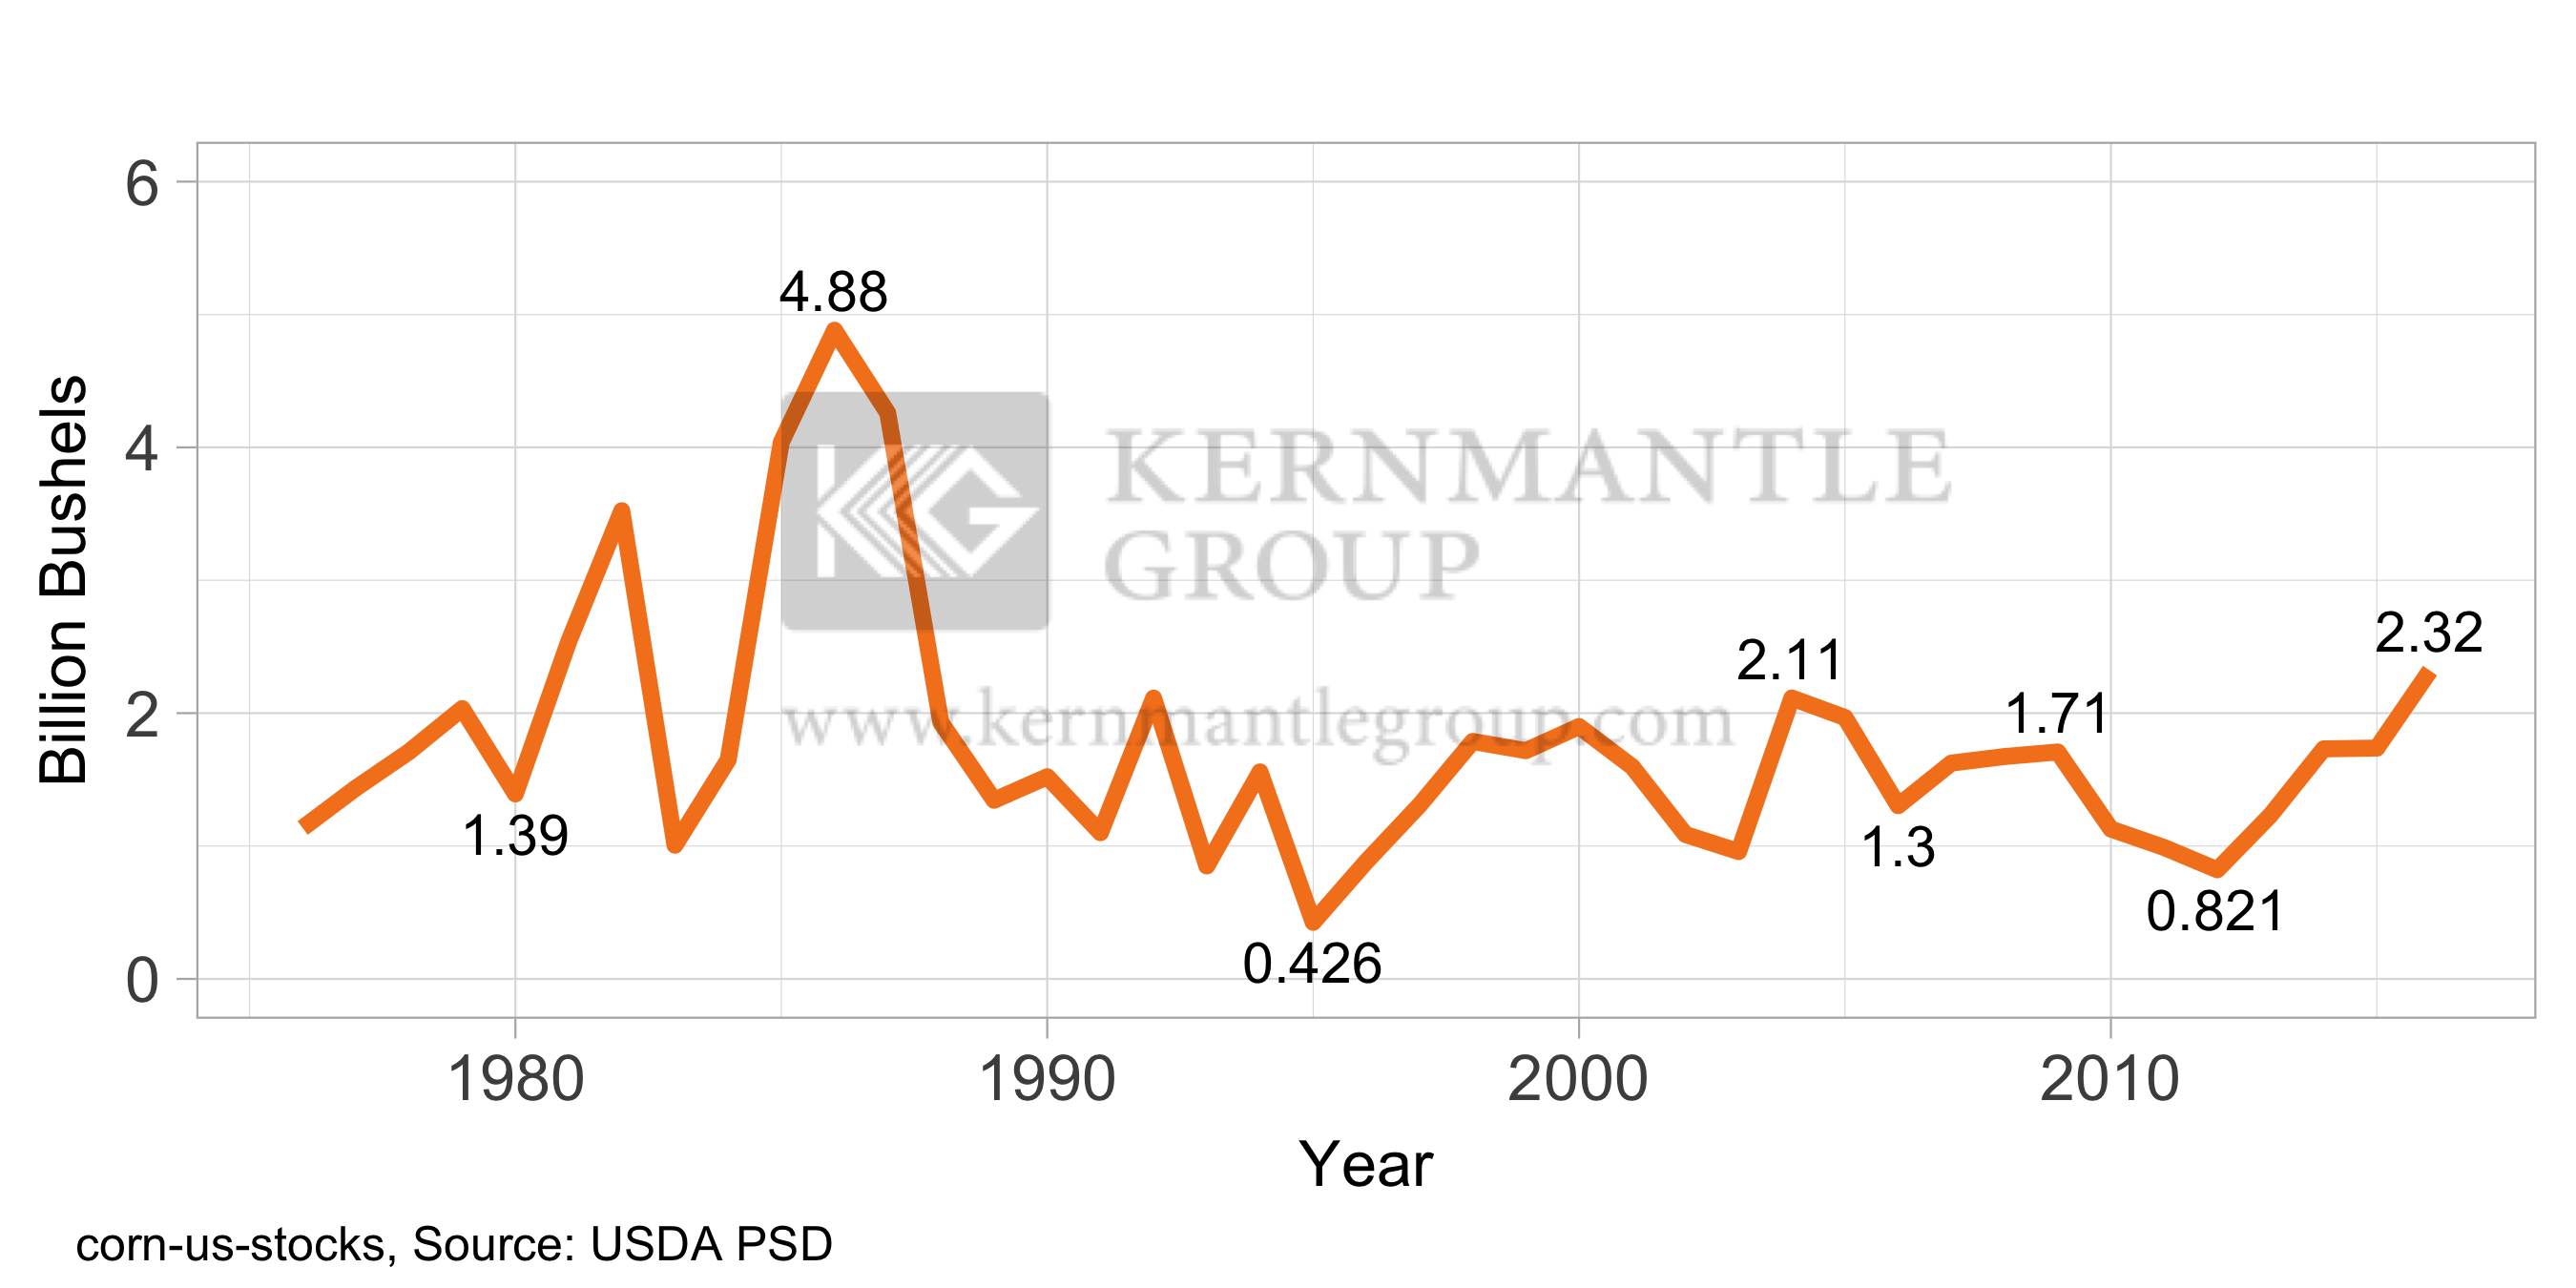 6
4
2
0
Billion Bushels
4.88
1.39
0.426
2.11
1.3
1.71
0.821
2.32
KG
KERNMANTLE
GROUP
www.kernmantlegroup.com
1980 1990 2000 2010
Year
corn-us-stocks, Source: USDA PSD